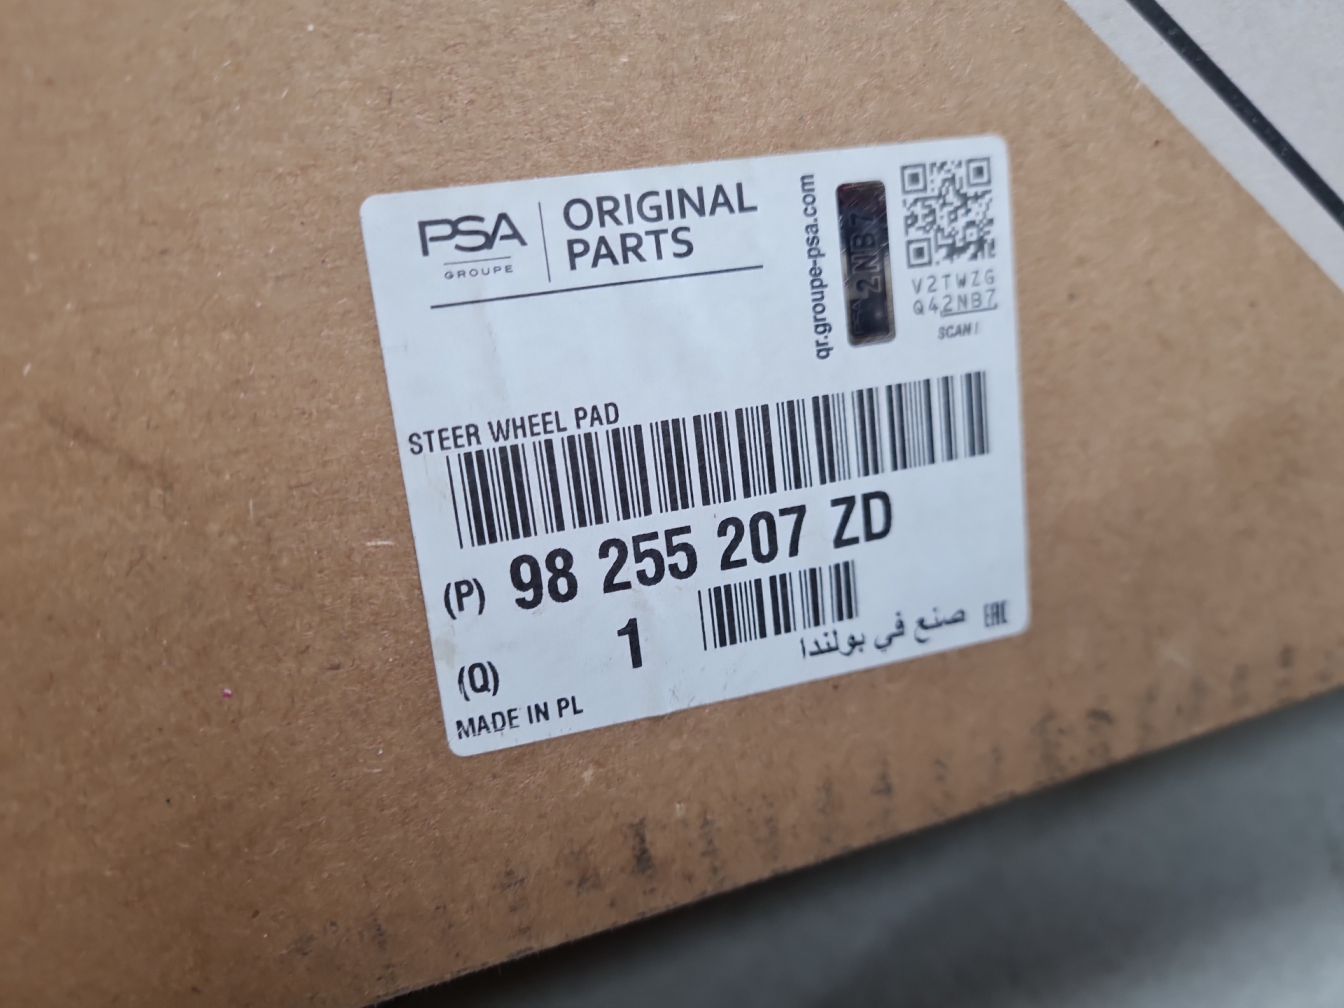 PSA
GROUPE
ORIGINAL
PARTS
qr.groupe-psa.com
2NB7
V2TWZG
Q42NB7
SCAN!
STEER WHEEL PAD
(P) 98 255 207 ZD
(Q) 1
MADE IN PL
صنع في بولندا
EAC